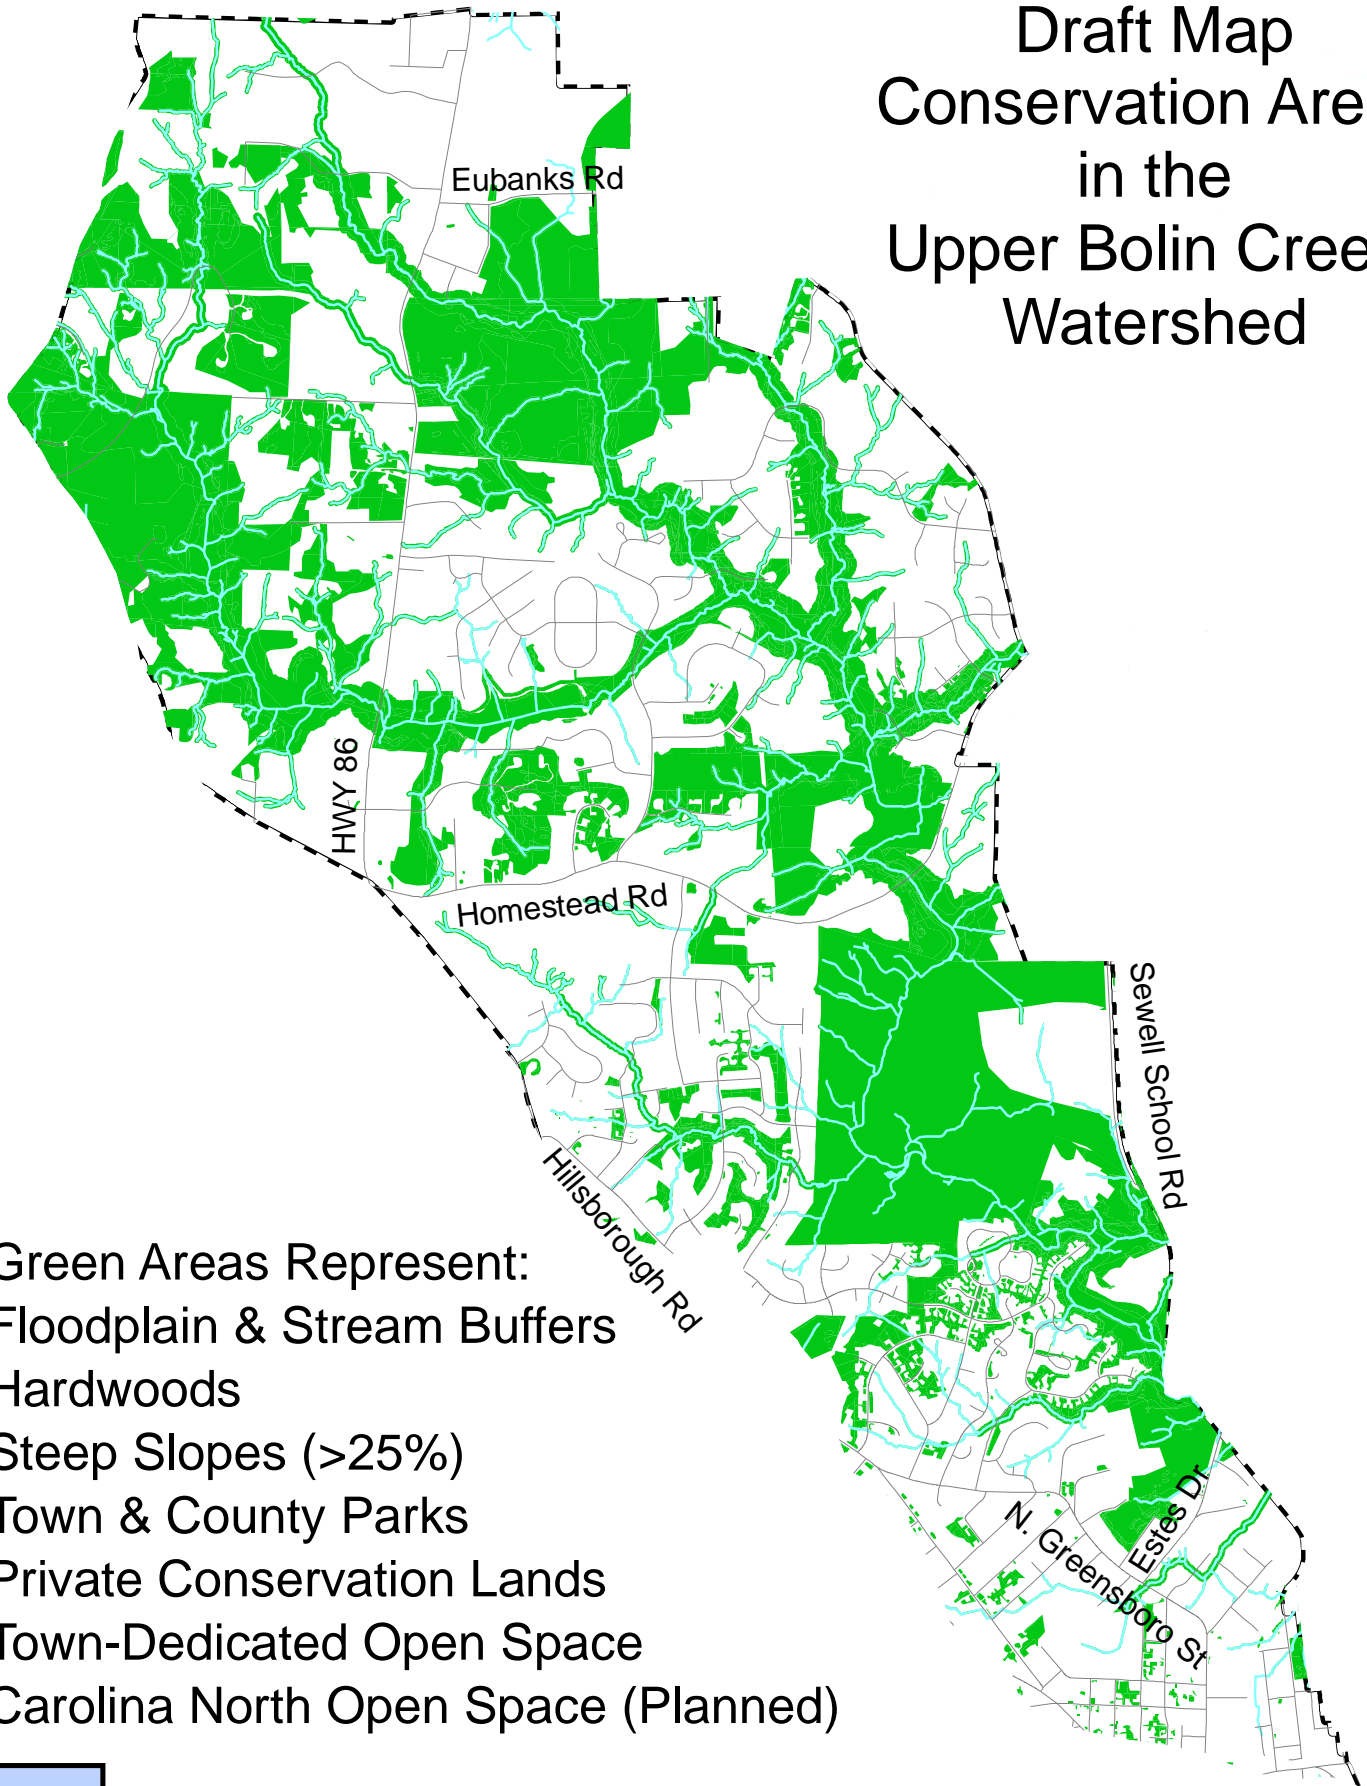 Draft Map
Conservation Are
in the
Upper Bolin Cree
Watershed
Eubanks Rd
HWY 86
Homestead Rd
Sewell School Rd
Hillsborough Rd
Green Areas Represent:
Floodplain & Stream Buffers
Hardwoods
Steep Slopes (>25%)
Town & County Parks
Private Conservation Lands
Town-Dedicated Open Space
Carolina North Open Space (Planned)
Estes Dr
N. Greensboro St